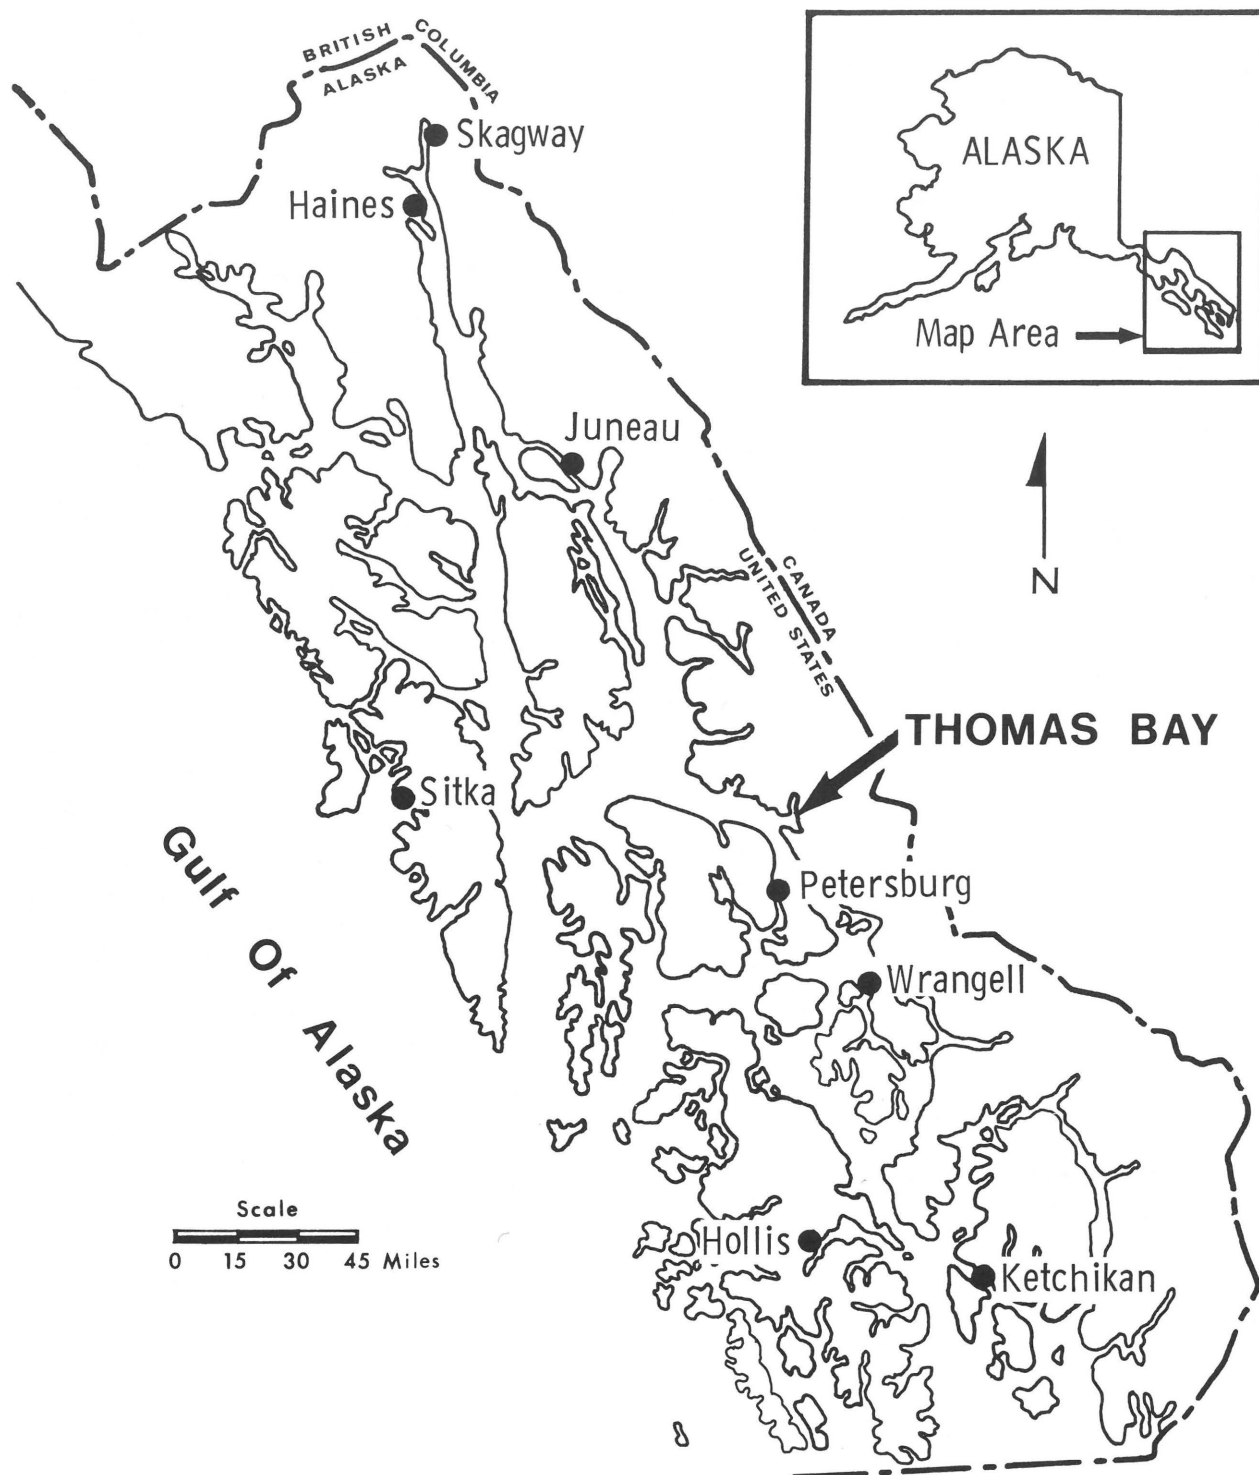 BRITISH COLUMBIA
ALASKA
Skagway
Haines
ALASKA
Map Area
Juneau
N
CANADA
UNITED STATES
THOMAS BAY
Sitka
Petersburg
Gulf Of Alaska
Wrangell
Scale
0 15 30 45 Miles
Hollis
Ketchikan